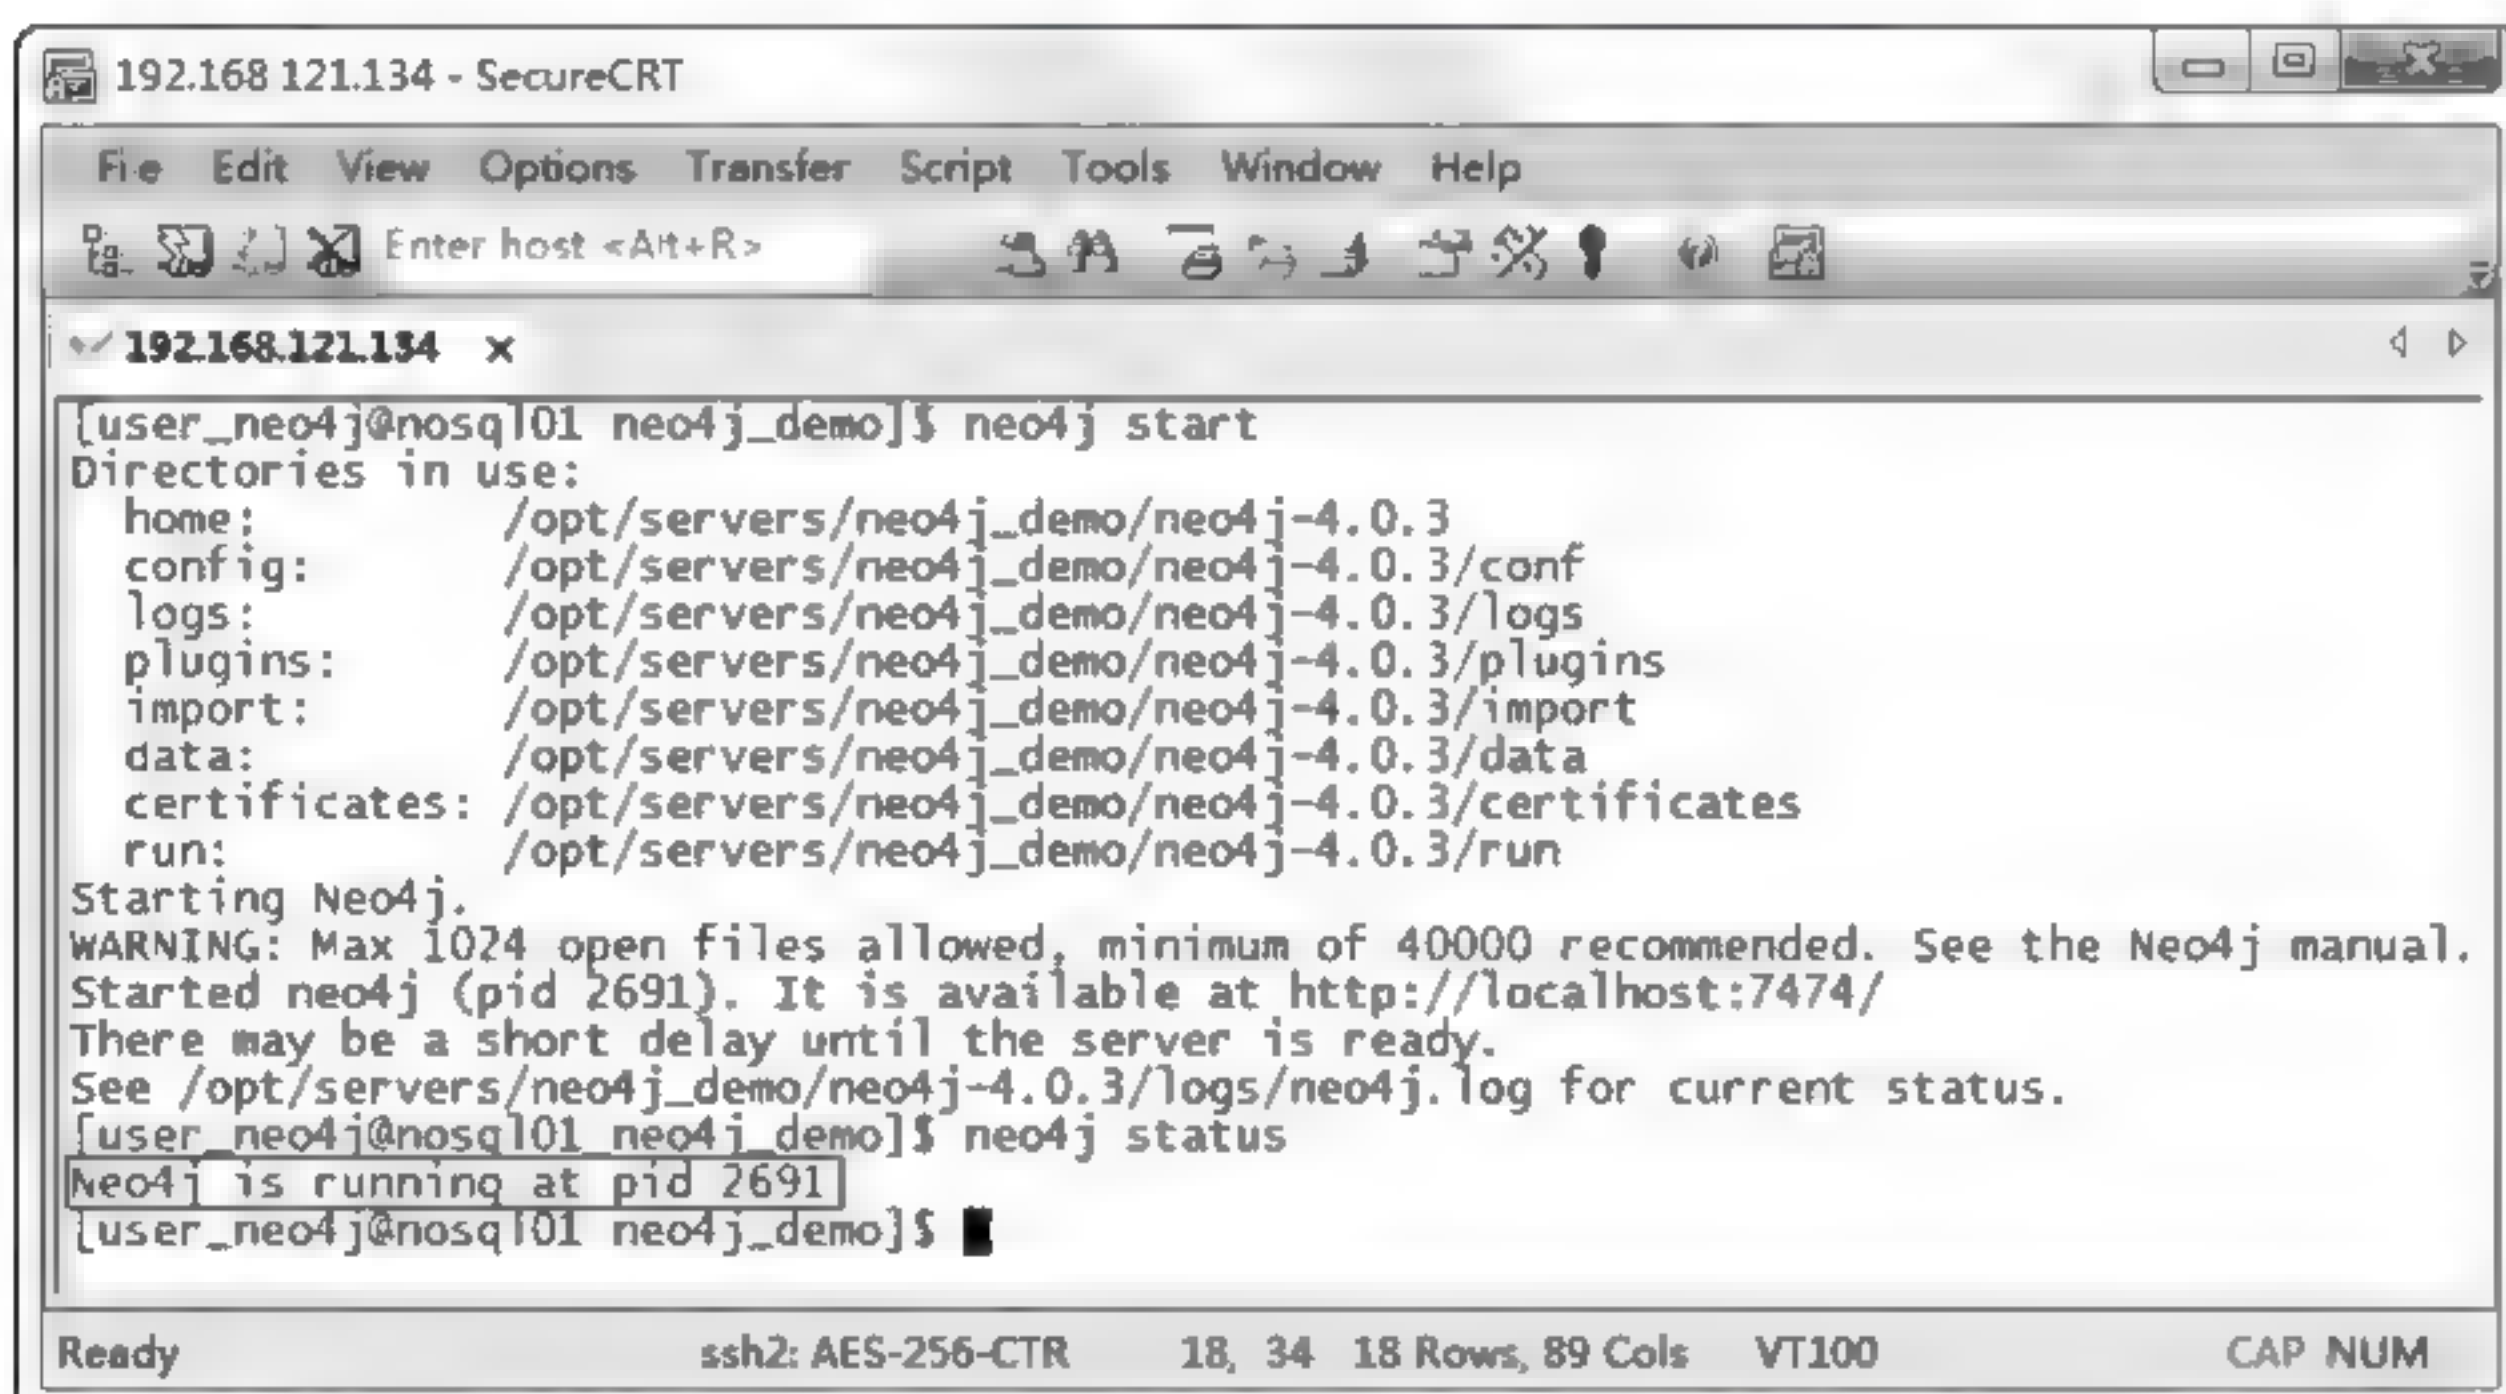 192.168 121.134 - SecureCRT
File Edit View Options Transfer Script Tools Window Help
Enter host <Alt+R>
192.168.121.134
[user_neo4j@nosql01 neo4j_demo]$ neo4j start
Directories in use:
home: /opt/servers/neo4j_demo/neo4j-4.0.3
config: /opt/servers/neo4j_demo/neo4j-4.0.3/conf
logs: /opt/servers/neo4j_demo/neo4j-4.0.3/logs
plugins: /opt/servers/neo4j_demo/neo4j-4.0.3/plugins
import: /opt/servers/neo4j_demo/neo4j-4.0.3/import
data: /opt/servers/neo4j_demo/neo4j-4.0.3/data
certificates: /opt/servers/neo4j_demo/neo4j-4.0.3/certificates
run: /opt/servers/neo4j_demo/neo4j-4.0.3/run
Starting Neo4j.
WARNING: Max 1024 open files allowed, minimum of 40000 recommended. See the Neo4j manual.
Started neo4j (pid 2691). It is available at http://localhost:7474/
There may be a short delay until the server is ready.
See /opt/servers/neo4j_demo/neo4j-4.0.3/logs/neo4j.log for current status.
[user_neo4j@nosql01 neo4j_demo]$ neo4j status
Neo4j is running at pid 2691
[user_neo4j@nosql01 neo4j_demo]$
Ready ssh2: AES-256-CTR 18, 34 18 Rows, 89 Cols VT100 CAP NUM